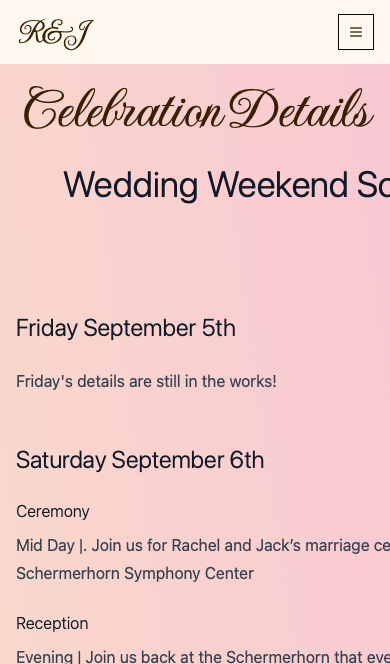 R&J
Celebration Details
Wedding Weekend Sc
Friday September 5th
Friday's details are still in the works!
Saturday September 6th
Ceremony
Mid Day |. Join us for Rachel and Jack’s marriage ce
Schermerhorn Symphony Center
Reception
Evening | Join us back at the Schermerhorn that eve